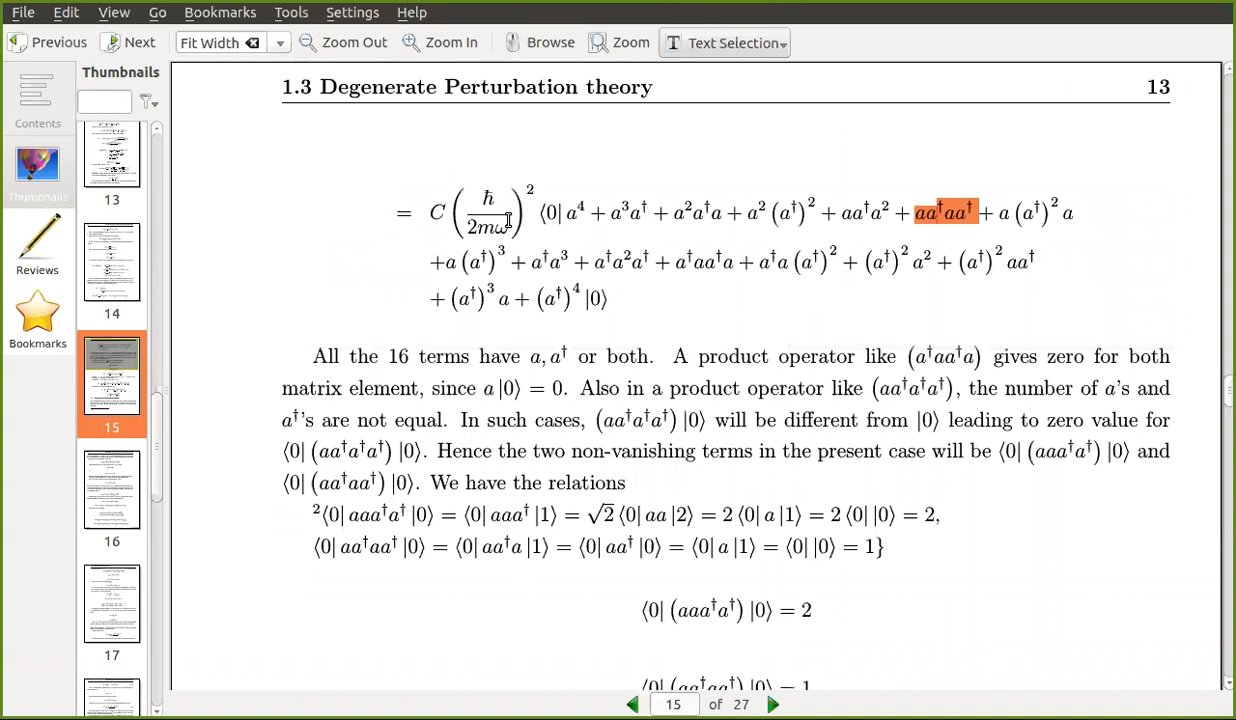 File Edit View Go Bookmarks Tools Settings Help
Previous Next Fit Width Zoom Out Zoom In Browse Zoom Text Selection
Thumbnails
Contents
Thumbnails
Reviews
Bookmarks
13
14
15
16
17
1.3 Degenerate Perturbation theory 13
= C (ħ/2mω)² ⟨0| a⁴ + a³a† + a²a†a + a² (a†)² + aa†a² + aa†aa† + a (a†)² a
+a (a†)³ + a†a³ + a†a²a† + a†aa†a + a†a (a†)² + (a†)² a² + (a†)² aa†
+ (a†)³ a + (a†)⁴ |0⟩
All the 16 terms have a, a† or both. A product operator like (a†aa†a) gives zero for both
matrix element, since a |0⟩ = 0. Also in a product operator like (aa†a†a†), the number of a's and
a†'s are not equal. In such cases, (aa†a†a†) |0⟩ will be different from |0⟩ leading to zero value for
⟨0| (aa†a†a†) |0⟩. Hence the two non-vanishing terms in the present case will be ⟨0| (aaa†a†) |0⟩ and
⟨0| (aa†aa†) |0⟩. We have the relations
²⟨0| aaa†a† |0⟩ = ⟨0| aaa† |1⟩ = √2 ⟨0| aa |2⟩ = 2 ⟨0| a |1⟩ = 2 ⟨0| |0⟩ = 2,
⟨0| aa†aa† |0⟩ = ⟨0| aa†a |1⟩ = ⟨0| aa† |0⟩ = ⟨0| a |1⟩ = ⟨0| |0⟩ = 1}
⟨0| (aaa†a†) |0⟩ = 2
⟨0| (aa†aa†) |0⟩ = 1
15 of 27